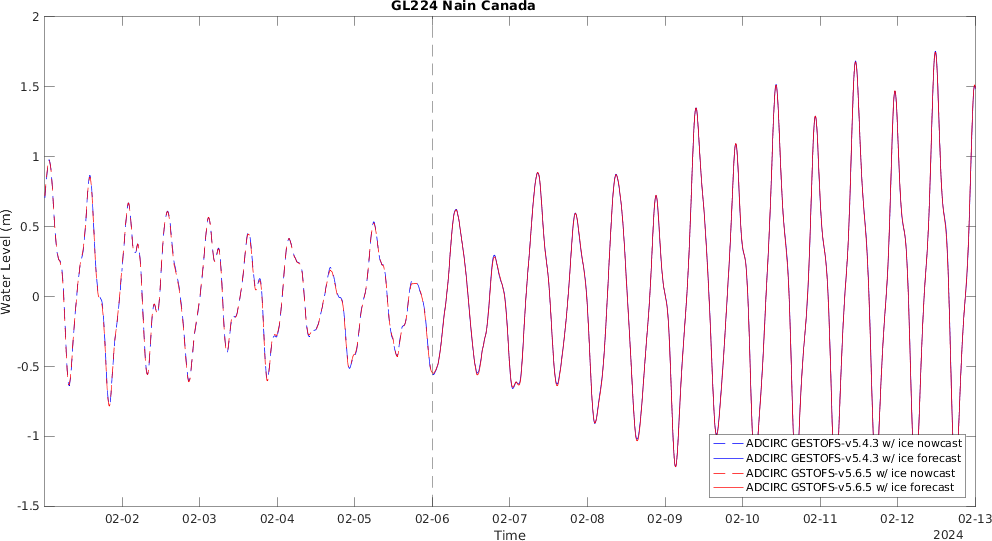 GL224 Nain Canada
2
1.5
1
0.5
0
-0.5
-1
-1.5
Water Level (m)
ADCIRC GESTOFS-v5.4.3 w/ ice nowcast
ADCIRC GESTOFS-v5.4.3 w/ ice forecast
ADCIRC GSTOFS-v5.6.5 w/ ice nowcast
ADCIRC GSTOFS-v5.6.5 w/ ice forecast
02-02 02-03 02-04 02-05 02-06 02-07 02-08 02-09 02-10 02-11 02-12 02-13
Time
2024